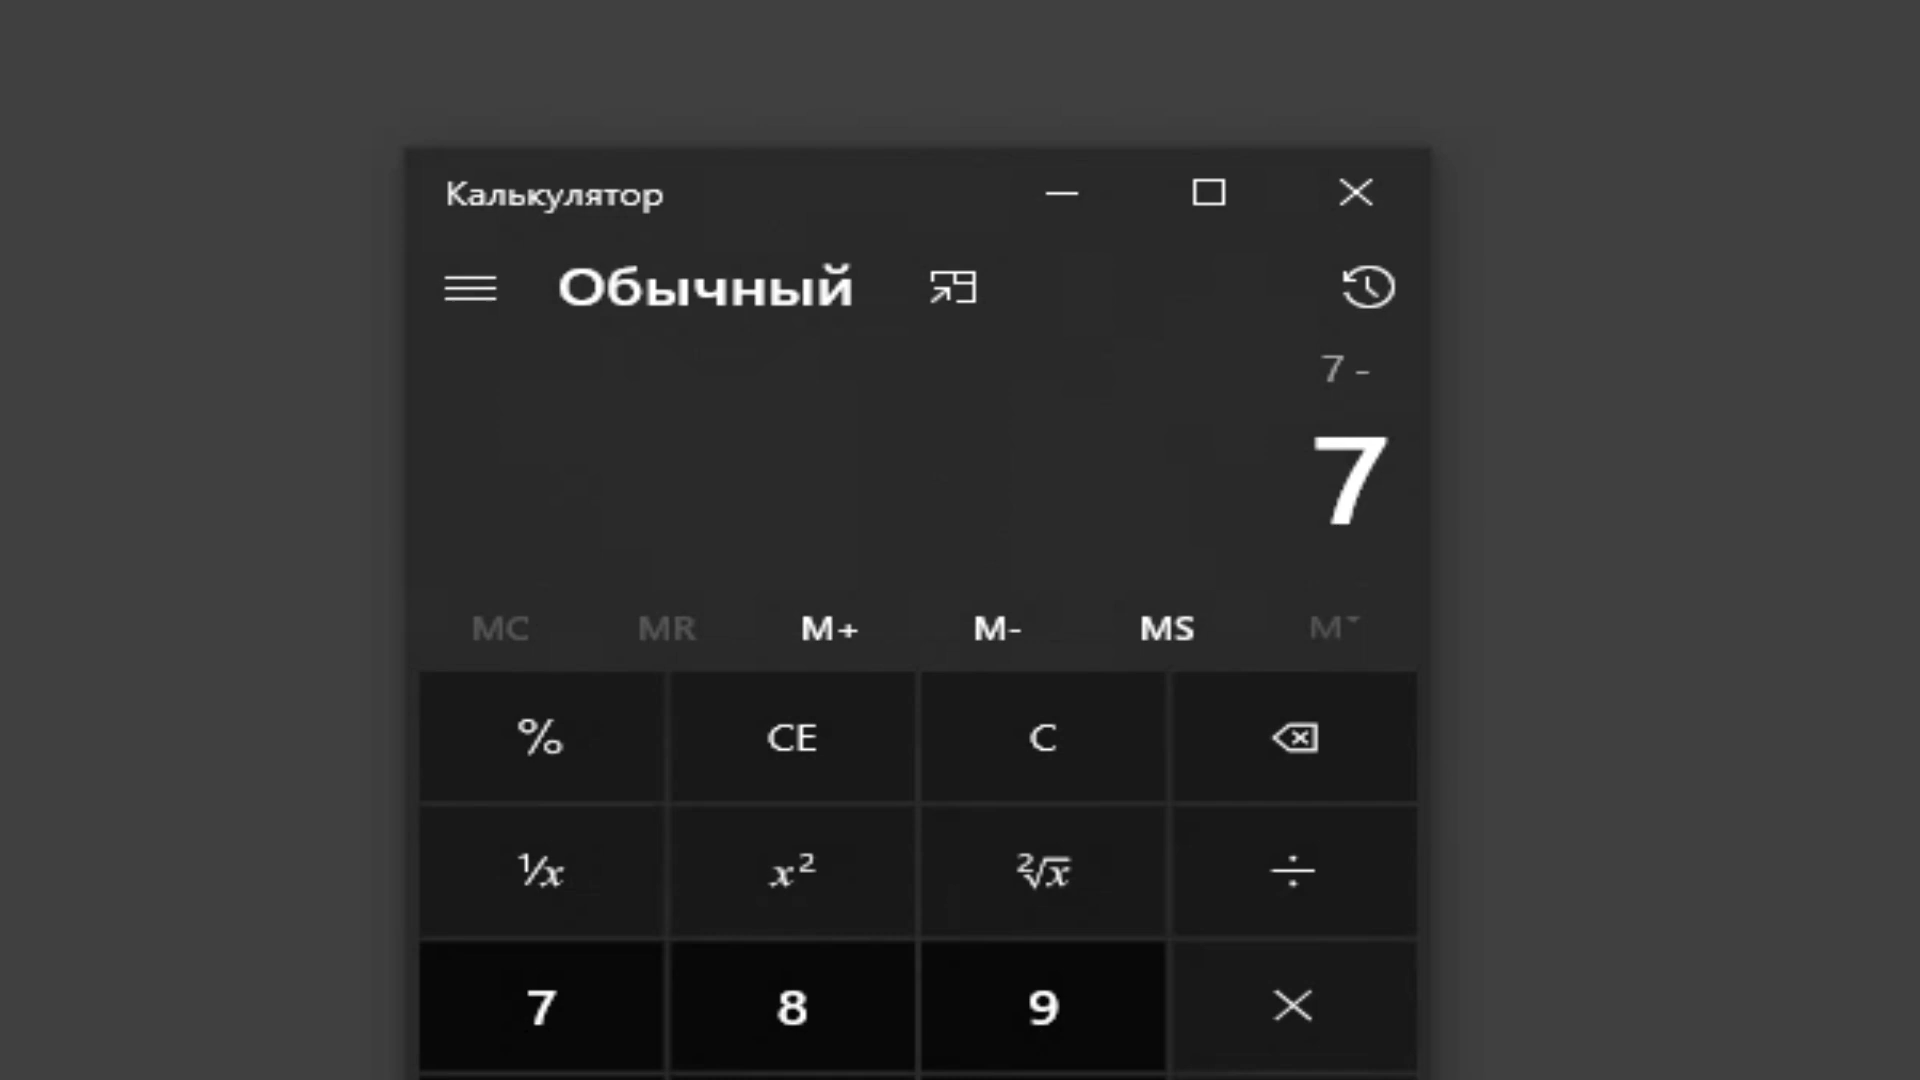 Калькулятор
Обычный
7 -
7
MC MR M+ M- MS M˅
% CE C
¹/x x² ²√x ÷
7 8 9 ×